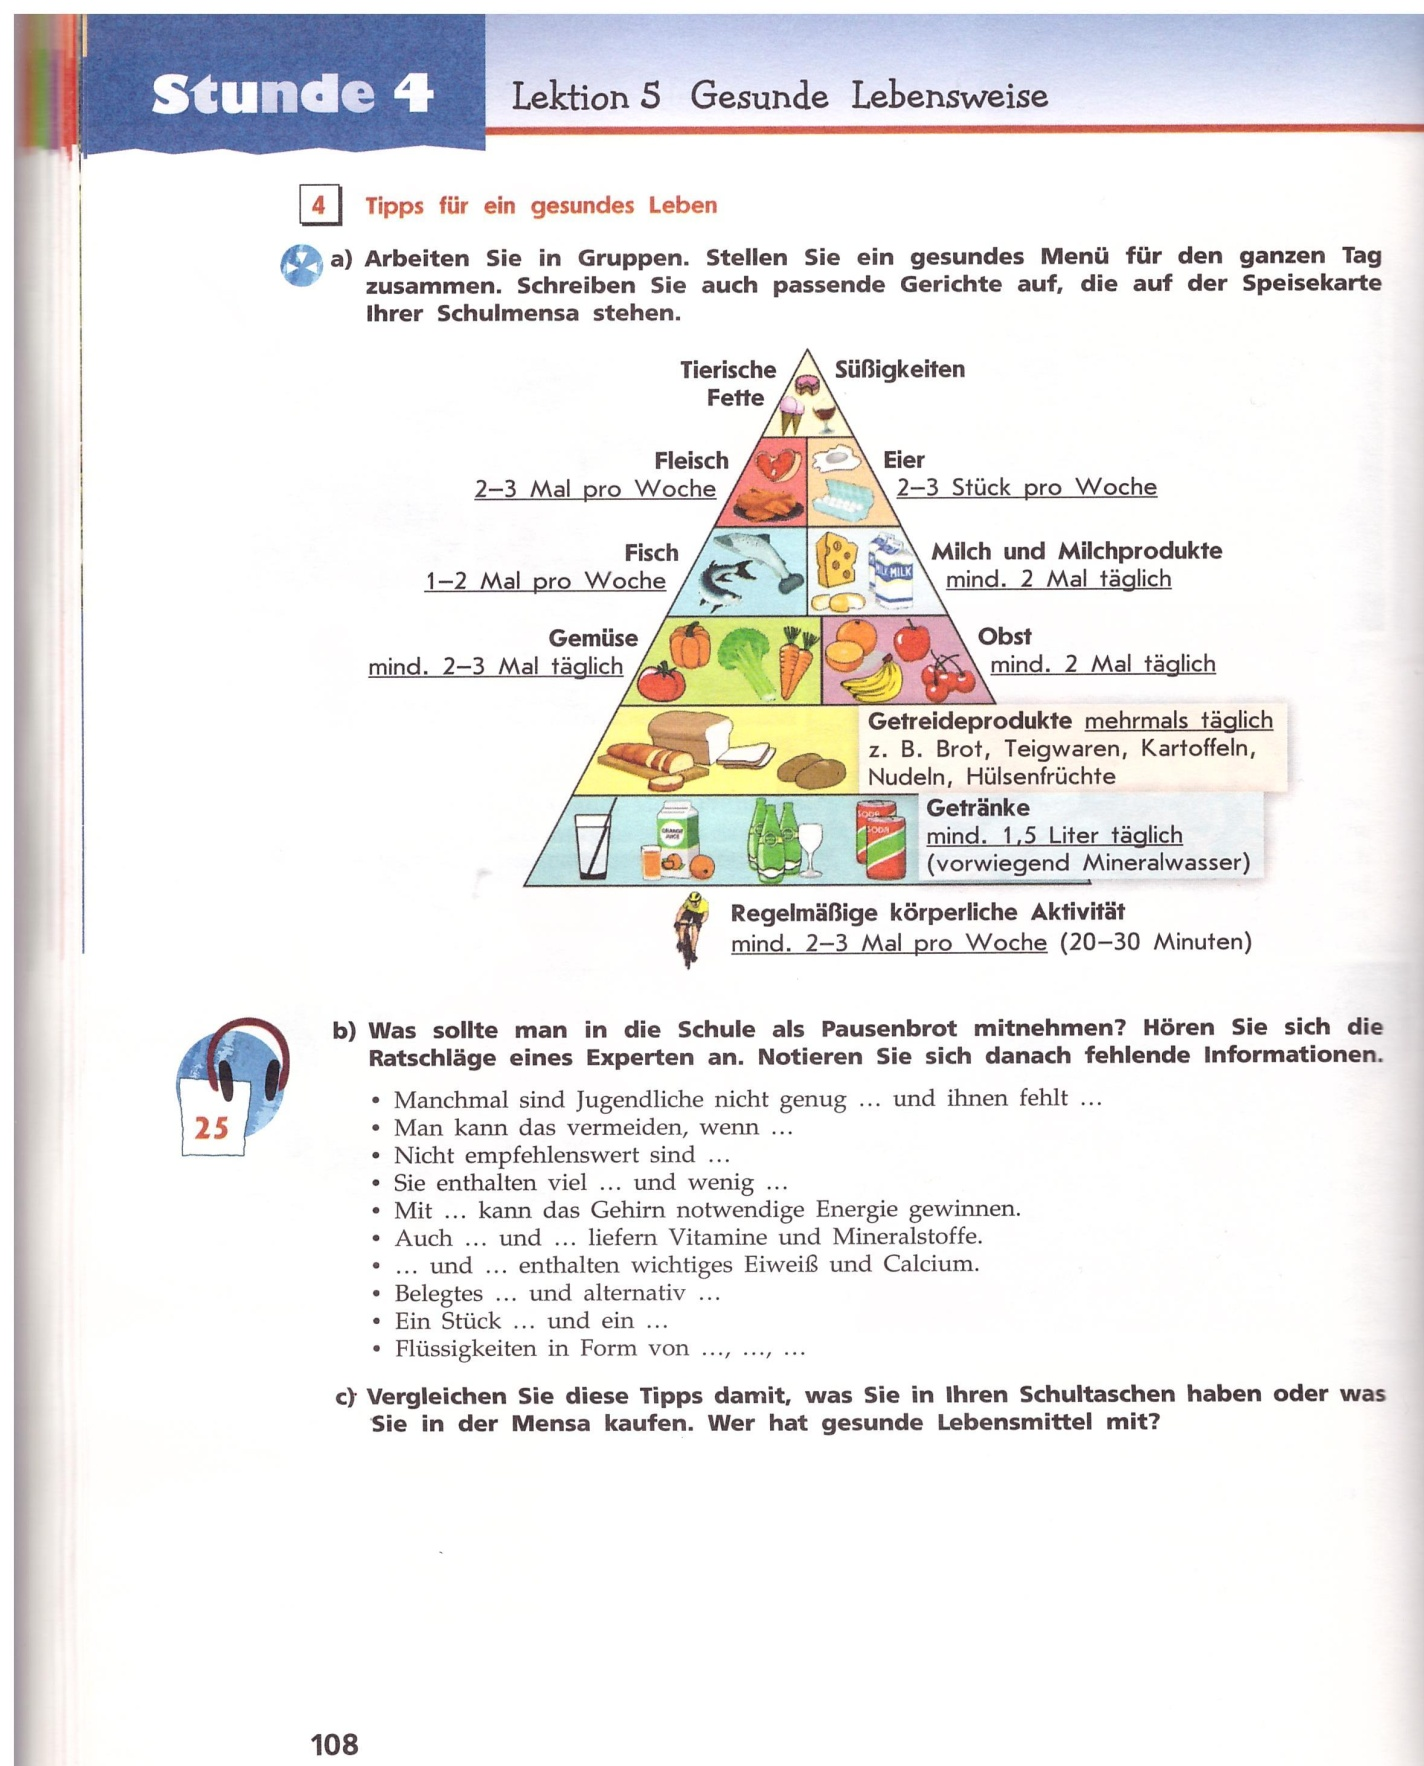 Stunde 4
Lektion 5 Gesunde Lebensweise
4 Tipps für ein gesundes Leben
a) Arbeiten Sie in Gruppen. Stellen Sie ein gesundes Menü für den ganzen Tag
zusammen. Schreiben Sie auch passende Gerichte auf, die auf der Speisekarte
Ihrer Schulmensa stehen.
Tierische
Fette
Süßigkeiten
Fleisch
2–3 Mal pro Woche
Eier
2–3 Stück pro Woche
Fisch
1–2 Mal pro Woche
Milch und Milchprodukte
mind. 2 Mal täglich
MILK
Gemüse
mind. 2–3 Mal täglich
Obst
mind. 2 Mal täglich
Getreideprodukte mehrmals täglich
z. B. Brot, Teigwaren, Kartoffeln,
Nudeln, Hülsenfrüchte
ORANGE
JUICE
SODA
SODA
Getränke
mind. 1,5 Liter täglich
(vorwiegend Mineralwasser)
Regelmäßige körperliche Aktivität
mind. 2–3 Mal pro Woche (20–30 Minuten)
25
b) Was sollte man in die Schule als Pausenbrot mitnehmen? Hören Sie sich die
Ratschläge eines Experten an. Notieren Sie sich danach fehlende Informationen.
• Manchmal sind Jugendliche nicht genug ... und ihnen fehlt ...
• Man kann das vermeiden, wenn ...
• Nicht empfehlenswert sind ...
• Sie enthalten viel ... und wenig ...
• Mit ... kann das Gehirn notwendige Energie gewinnen.
• Auch ... und ... liefern Vitamine und Mineralstoffe.
• ... und ... enthalten wichtiges Eiweiß und Calcium.
• Belegtes ... und alternativ ...
• Ein Stück ... und ein ...
• Flüssigkeiten in Form von ..., ..., ...
c) Vergleichen Sie diese Tipps damit, was Sie in Ihren Schultaschen haben oder was
Sie in der Mensa kaufen. Wer hat gesunde Lebensmittel mit?
108